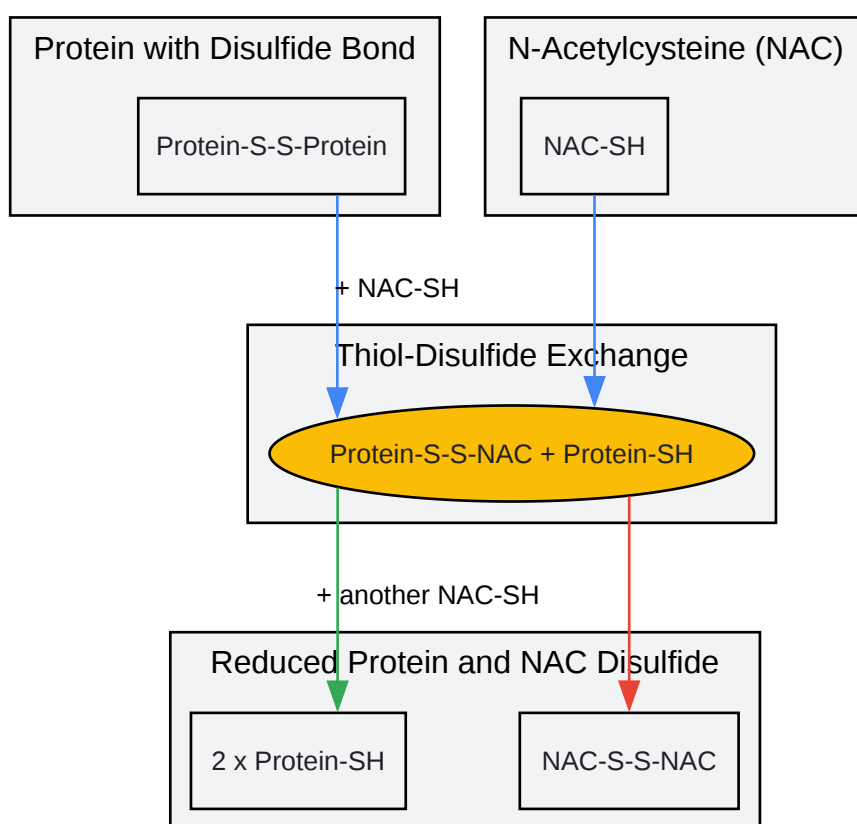 Protein with Disulfide Bond
N-Acetylcysteine (NAC)
Protein-S-S-Protein
NAC-SH
+ NAC-SH
Thiol-Disulfide Exchange
Protein-S-S-NAC + Protein-SH
+ another NAC-SH
Reduced Protein and NAC Disulfide
2 x Protein-SH
NAC-S-S-NAC